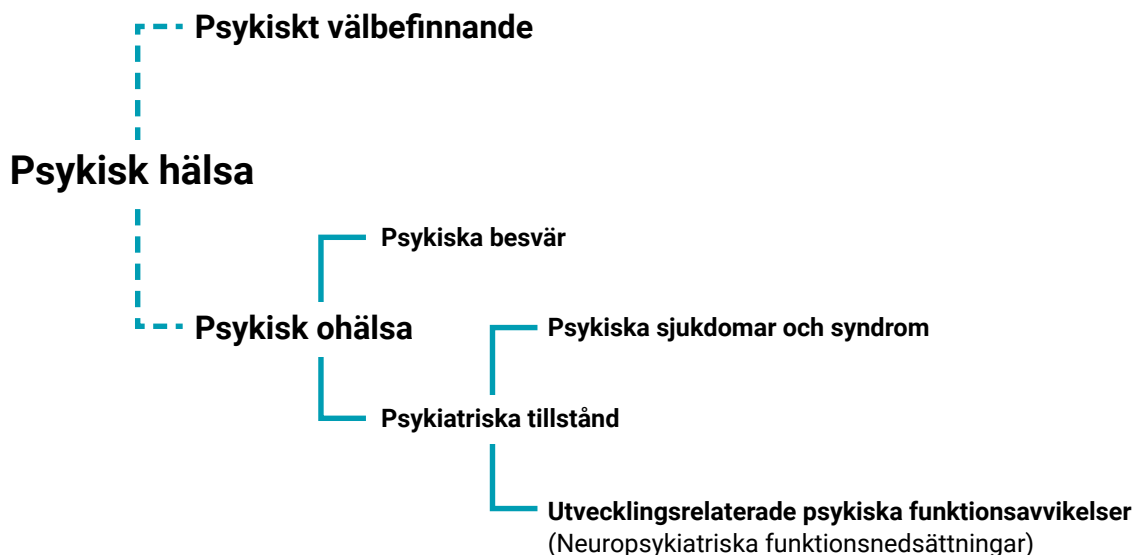 Psykiskt välbefinnande
Psykisk hälsa
Psykiska besvär
Psykisk ohälsa
Psykiska sjukdomar och syndrom
Psykiatriska tillstånd
Utvecklingsrelaterade psykiska funktionsavvikelser
(Neuropsykiatriska funktionsnedsättningar)